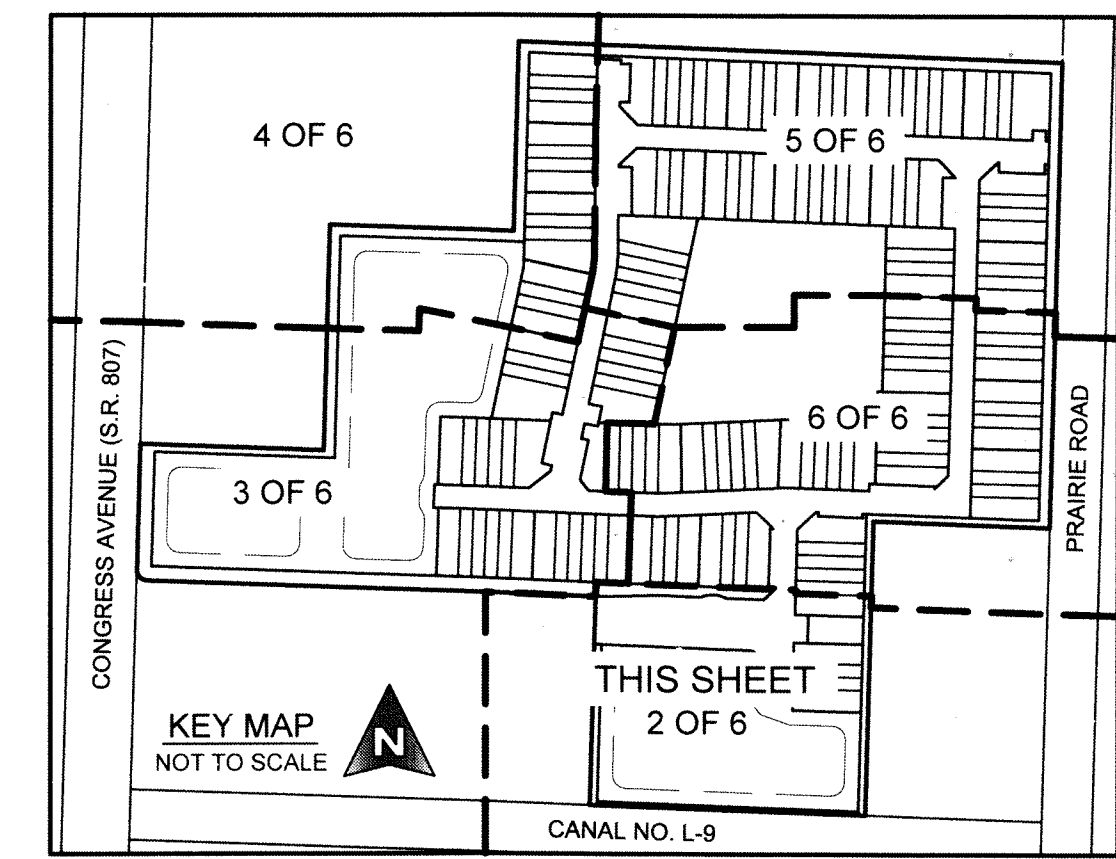 4 OF 6
5 OF 6
6 OF 6
3 OF 6
CONGRESS AVENUE (S.R. 807)
PRAIRIE ROAD
THIS SHEET
2 OF 6
KEY MAP
NOT TO SCALE
N
CANAL NO. L-9